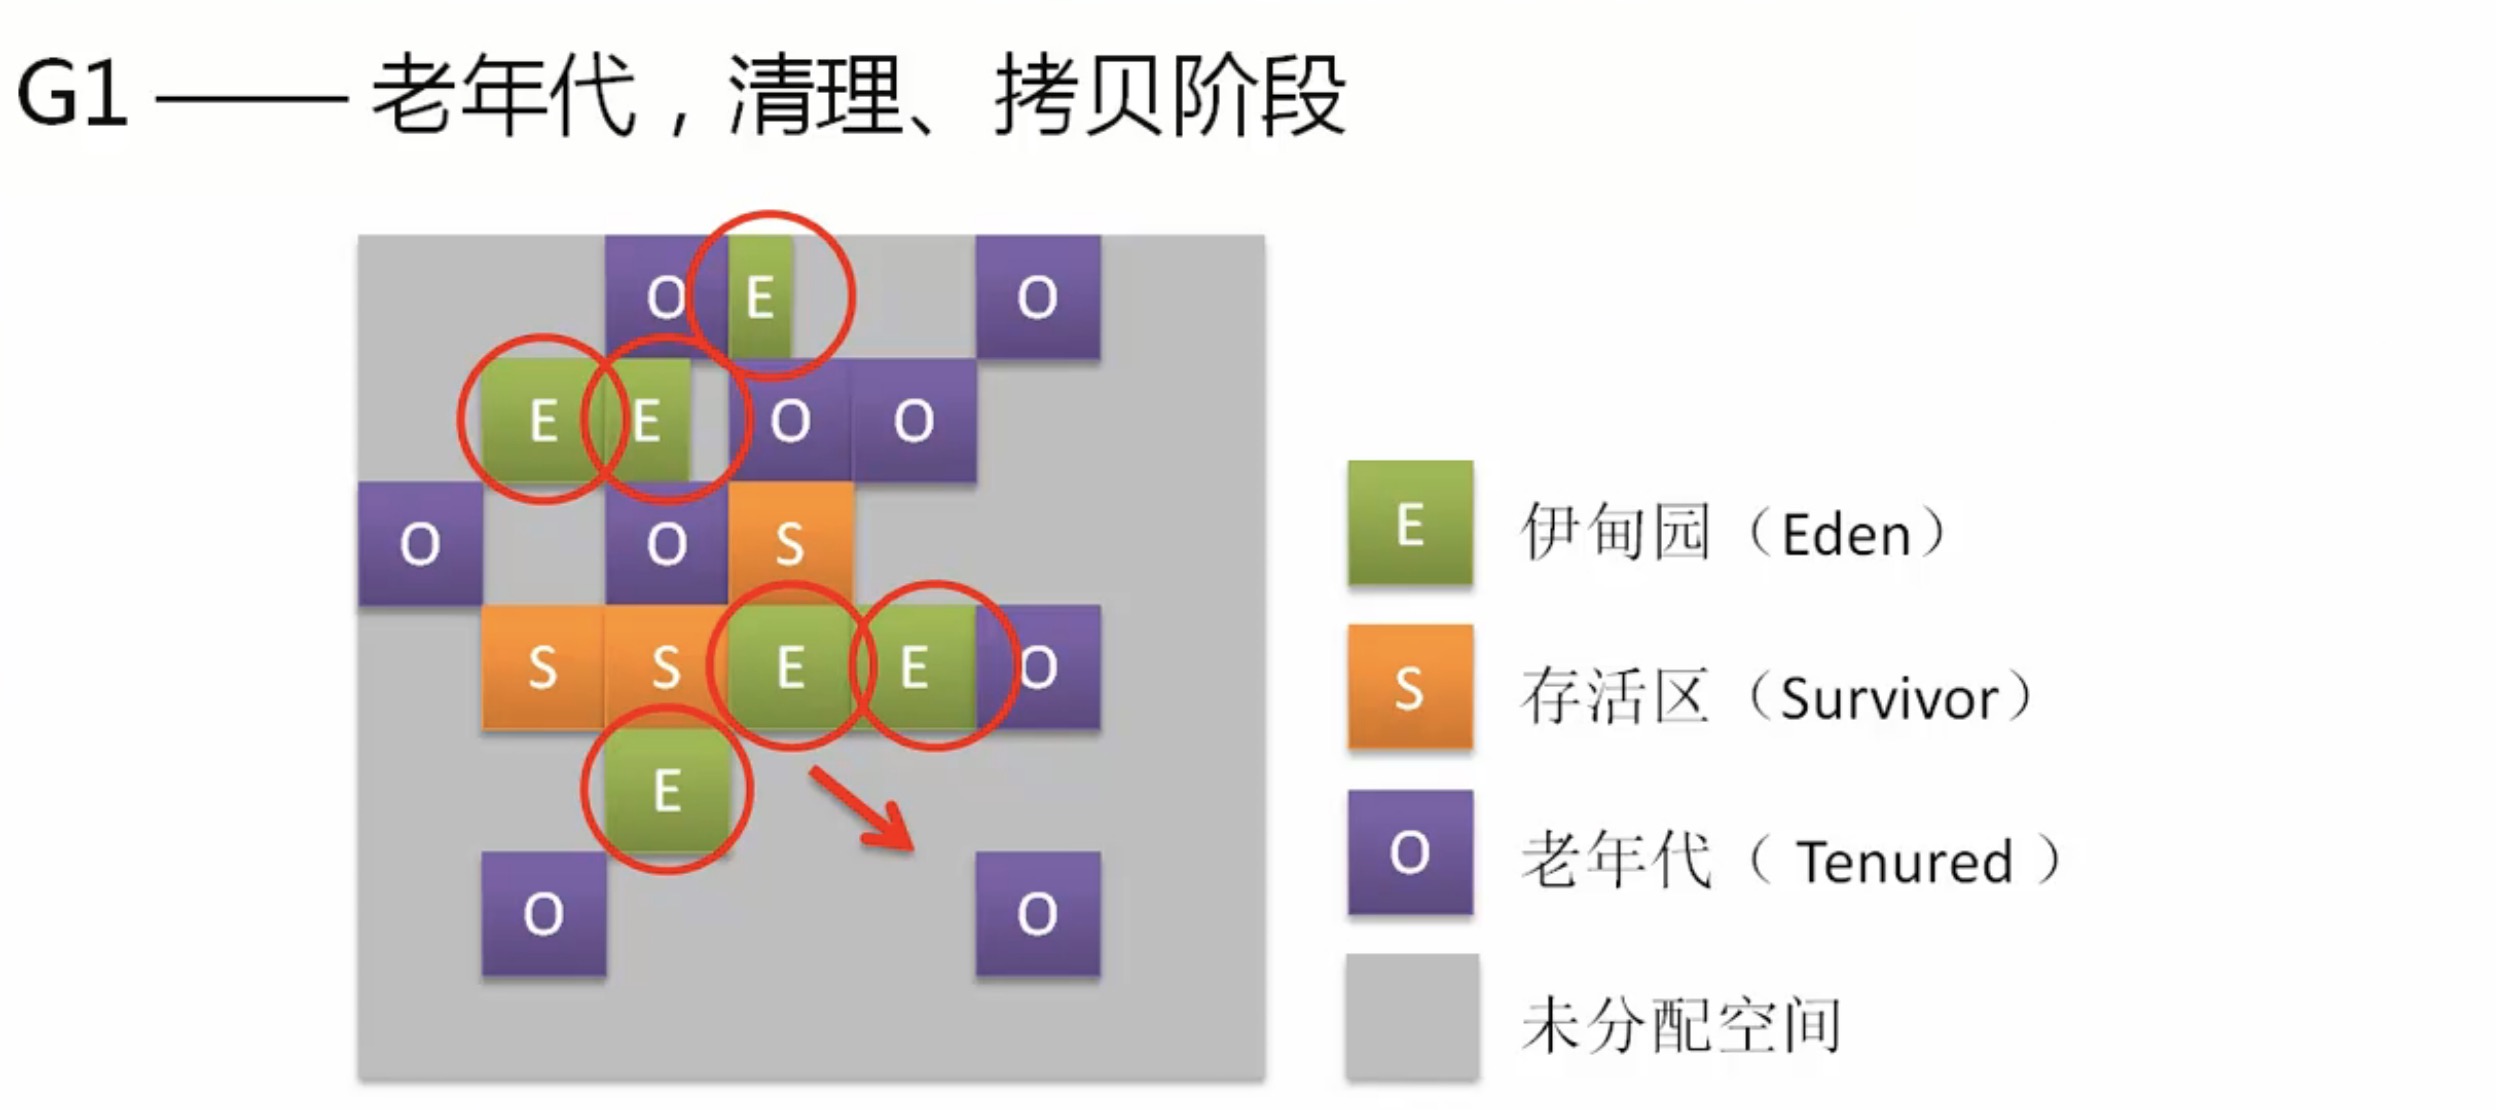 G1 —— 老年代，清理、拷贝阶段
O E O
E E O O
O O S
S S E E O
E
O O
E 伊甸园（Eden）
S 存活区（Survivor）
O 老年代（ Tenured ）
未分配空间